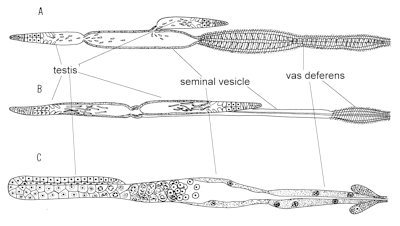 A
testis
seminal vesicle
vas deferens
B
C